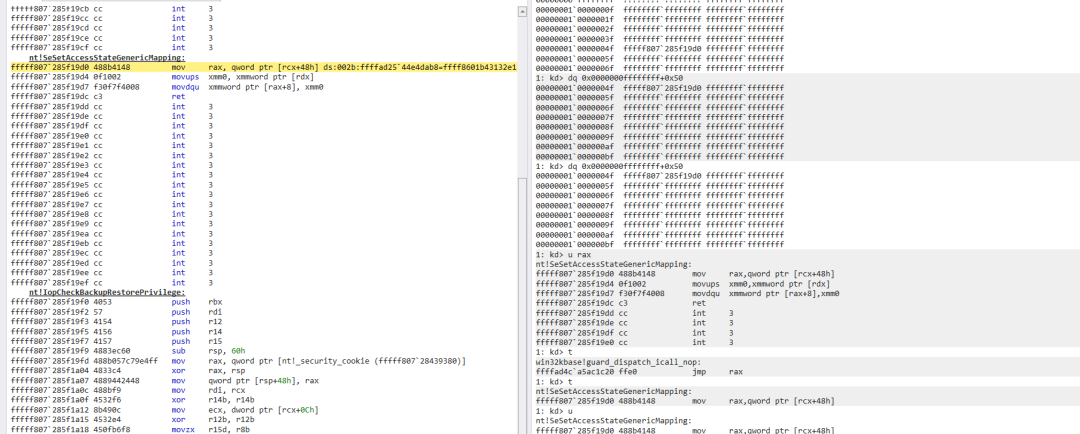 †††††807`285f19cb cc int 3
fffff807`285f19cc cc int 3
fffff807`285f19cd cc int 3
fffff807`285f19ce cc int 3
fffff807`285f19cf cc int 3
nt!SeSetAccessStateGenericMapping:
fffff807`285f19d0 488b4148 mov rax, qword ptr [rcx+48h] ds:002b:ffffad25`44e4dab8=ffff8601b43132e1
fffff807`285f19d4 0f1002 movups xmm0, xmmword ptr [rdx]
fffff807`285f19d7 f30f7f4008 movdqu xmmword ptr [rax+8], xmm0
fffff807`285f19dc c3 ret
fffff807`285f19dd cc int 3
fffff807`285f19de cc int 3
fffff807`285f19df cc int 3
fffff807`285f19e0 cc int 3
fffff807`285f19e1 cc int 3
fffff807`285f19e2 cc int 3
fffff807`285f19e3 cc int 3
fffff807`285f19e4 cc int 3
fffff807`285f19e5 cc int 3
fffff807`285f19e6 cc int 3
fffff807`285f19e7 cc int 3
fffff807`285f19e8 cc int 3
fffff807`285f19e9 cc int 3
fffff807`285f19ea cc int 3
fffff807`285f19eb cc int 3
fffff807`285f19ec cc int 3
fffff807`285f19ed cc int 3
fffff807`285f19ee cc int 3
fffff807`285f19ef cc int 3
nt!IopCheckBackupRestorePrivilege:
fffff807`285f19f0 4053 push rbx
fffff807`285f19f2 57 push rdi
fffff807`285f19f3 4154 push r12
fffff807`285f19f5 4156 push r14
fffff807`285f19f7 4157 push r15
fffff807`285f19f9 4883ec60 sub rsp, 60h
fffff807`285f19fd 488b057c79e4ff mov rax, qword ptr [nt!_security_cookie (fffff807`28439380)]
fffff807`285f1a04 4833c4 xor rax, rsp
fffff807`285f1a07 4889442448 mov qword ptr [rsp+48h], rax
fffff807`285f1a0c 488bf9 mov rdi, rcx
fffff807`285f1a0f 4532f6 xor r14b, r14b
fffff807`285f1a12 8b490c mov ecx, dword ptr [rcx+0Ch]
fffff807`285f1a15 4532e4 xor r12b, r12b
fffff807`285f1a18 450fb6f8 movzx r15d, r8b
00000001`0000000f ffffffff`ffffffff ffffffff`ffffffff
00000001`0000001f ffffffff`ffffffff ffffffff`ffffffff
00000001`0000002f ffffffff`ffffffff ffffffff`ffffffff
00000001`0000003f ffffffff`ffffffff ffffffff`ffffffff
00000001`0000004f fffff807`285f19d0 ffffffff`ffffffff
00000001`0000005f ffffffff`ffffffff ffffffff`ffffffff
00000001`0000006f ffffffff`ffffffff ffffffff`ffffffff
1: kd> dq 0x00000000ffffffff+0x50
00000001`0000004f fffff807`285f19d0 ffffffff`ffffffff
00000001`0000005f ffffffff`ffffffff ffffffff`ffffffff
00000001`0000006f ffffffff`ffffffff ffffffff`ffffffff
00000001`0000007f ffffffff`ffffffff ffffffff`ffffffff
00000001`0000008f ffffffff`ffffffff ffffffff`ffffffff
00000001`0000009f ffffffff`ffffffff ffffffff`ffffffff
00000001`000000af ffffffff`ffffffff ffffffff`ffffffff
00000001`000000bf ffffffff`ffffffff ffffffff`ffffffff
1: kd> dq 0x00000000ffffffff+0x50
00000001`0000004f fffff807`285f19d0 ffffffff`ffffffff
00000001`0000005f ffffffff`ffffffff ffffffff`ffffffff
00000001`0000006f ffffffff`ffffffff ffffffff`ffffffff
00000001`0000007f ffffffff`ffffffff ffffffff`ffffffff
00000001`0000008f ffffffff`ffffffff ffffffff`ffffffff
00000001`0000009f ffffffff`ffffffff ffffffff`ffffffff
00000001`000000af ffffffff`ffffffff ffffffff`ffffffff
00000001`000000bf ffffffff`ffffffff ffffffff`ffffffff
1: kd> u rax
nt!SeSetAccessStateGenericMapping:
fffff807`285f19d0 488b4148 mov rax,qword ptr [rcx+48h]
fffff807`285f19d4 0f1002 movups xmm0,xmmword ptr [rdx]
fffff807`285f19d7 f30f7f4008 movdqu xmmword ptr [rax+8],xmm0
fffff807`285f19dc c3 ret
fffff807`285f19dd cc int 3
fffff807`285f19de cc int 3
fffff807`285f19df cc int 3
fffff807`285f19e0 cc int 3
1: kd> t
win32kbase!guard_dispatch_icall_nop:
ffffad4c`a5ac1c20 ffe0 jmp rax
1: kd> t
nt!SeSetAccessStateGenericMapping:
fffff807`285f19d0 488b4148 mov rax,qword ptr [rcx+48h]
1: kd> u
nt!SeSetAccessStateGenericMapping:
fffff807`285f19d0 488b4148 mov rax,qword ptr [rcx+48h]